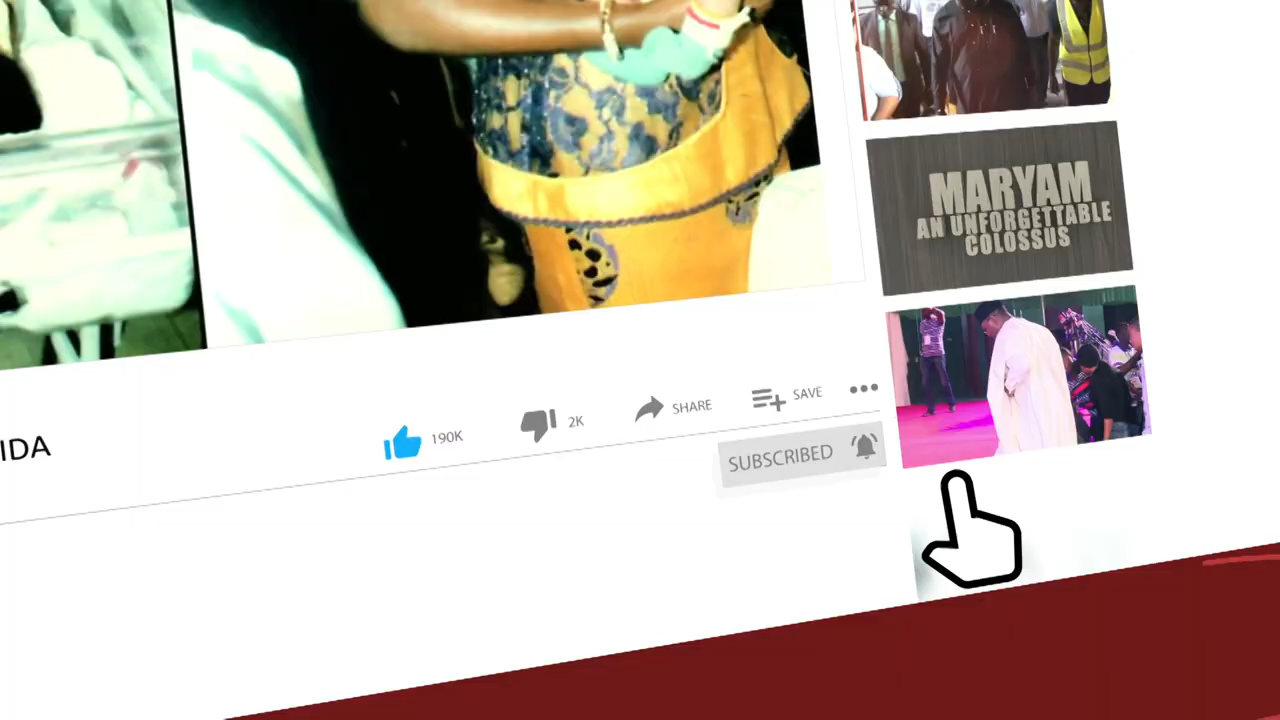 MARYAM
AN UNFORGETTABLE
COLOSSUS
IDA
190K
2K
SHARE
SAVE
SUBSCRIBED